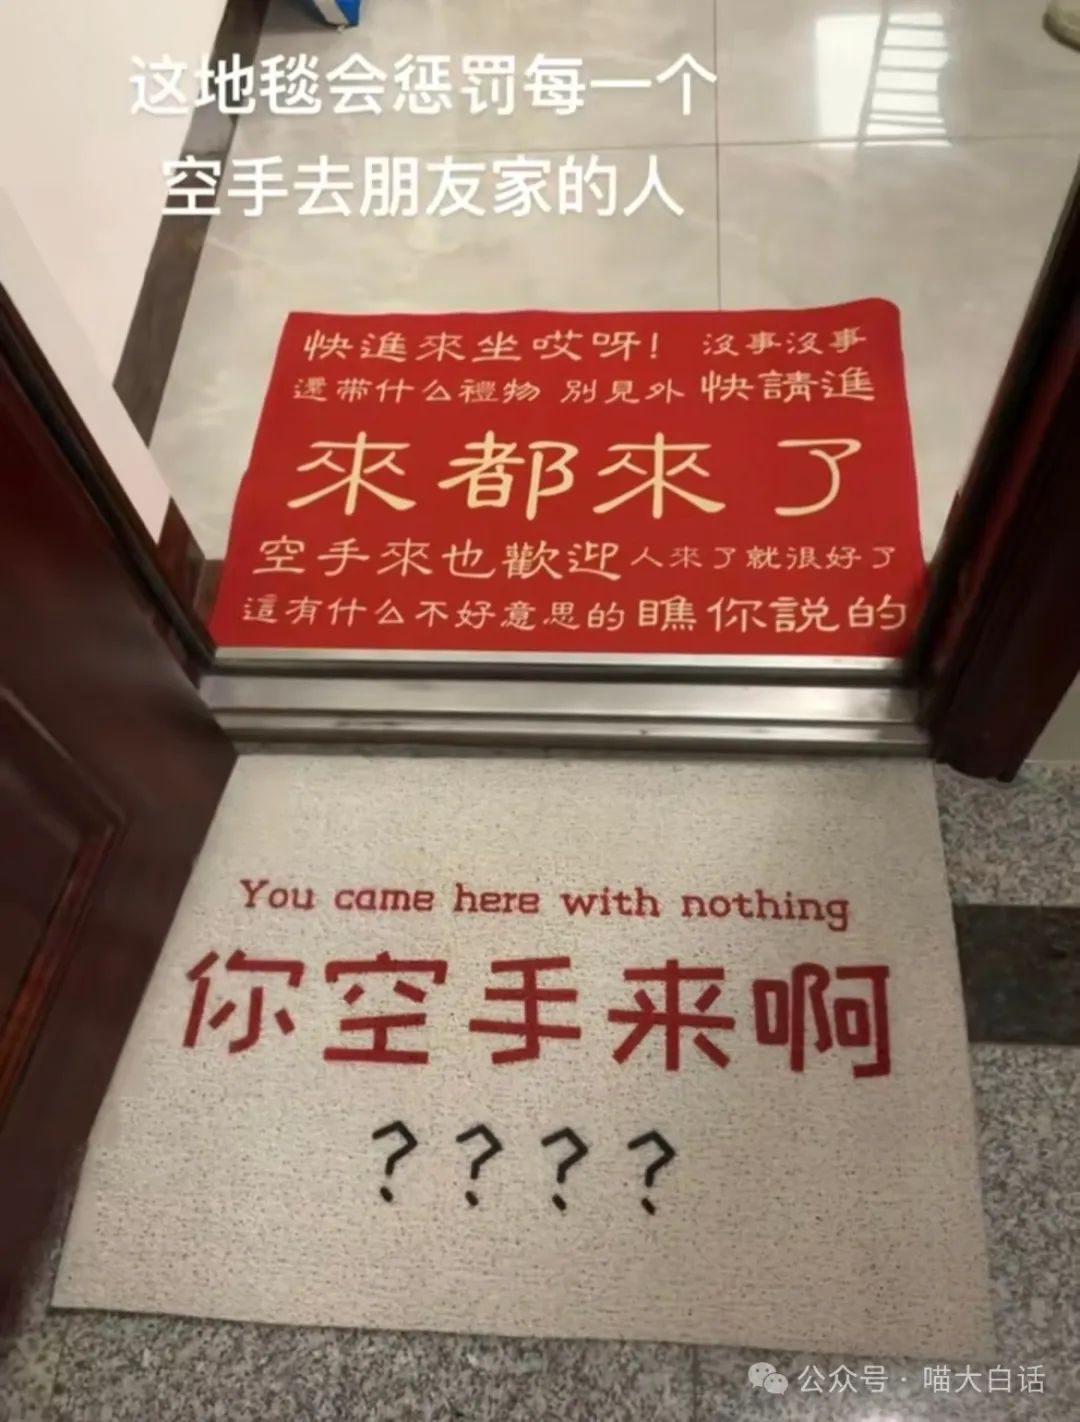 这地毯会惩罚每一个
空手去朋友家的人
快進來坐哎呀! 沒事沒事
還带什么禮物 別見外 快請進
來都來了
空手來也歡迎 人來了就很好了
這有什么不好意思的 瞧你説的
You came here with nothing
你空手来啊
????
公众号 · 喵大白话